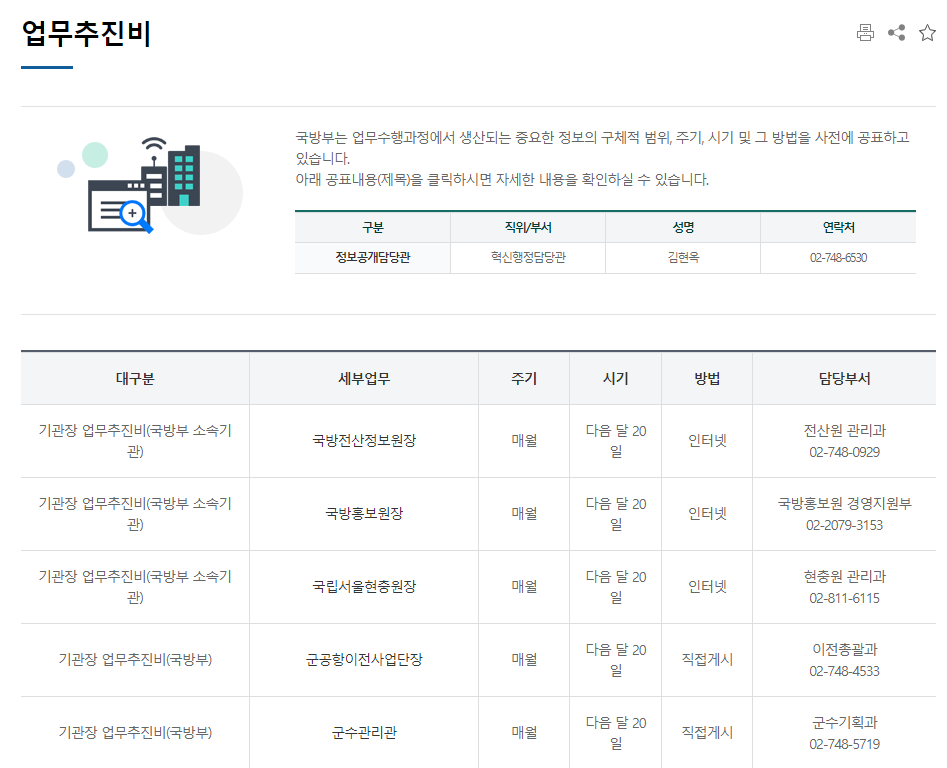 업무추진비
국방부는 업무수행과정에서 생산되는 중요한 정보의 구체적 범위, 주기, 시기 및 그 방법을 사전에 공표하고
있습니다.
아래 공표내용(제목)을 클릭하시면 자세한 내용을 확인하실 수 있습니다.
구분 직위/부서 성명 연락처
정보공개담당관 혁신행정담당관 김현옥 02-748-6530
대구분 세부업무 주기 시기 방법 담당부서
기관장 업무추진비(국방부 소속기
관)
국방전산정보원장
매월
다음 달 20
일
인터넷
전산원 관리과
02-748-0929
기관장 업무추진비(국방부 소속기
관)
국방홍보원장
매월
다음 달 20
일
인터넷
국방홍보원 경영지원부
02-2079-3153
기관장 업무추진비(국방부 소속기
관)
국립서울현충원장
매월
다음 달 20
일
인터넷
현충원 관리과
02-811-6115
기관장 업무추진비(국방부)
군공항이전사업단장
매월
다음 달 20
일
직접게시
이전총괄과
02-748-4533
기관장 업무추진비(국방부)
군수관리관
매월
다음 달 20
일
직접게시
군수기획과
02-748-5719